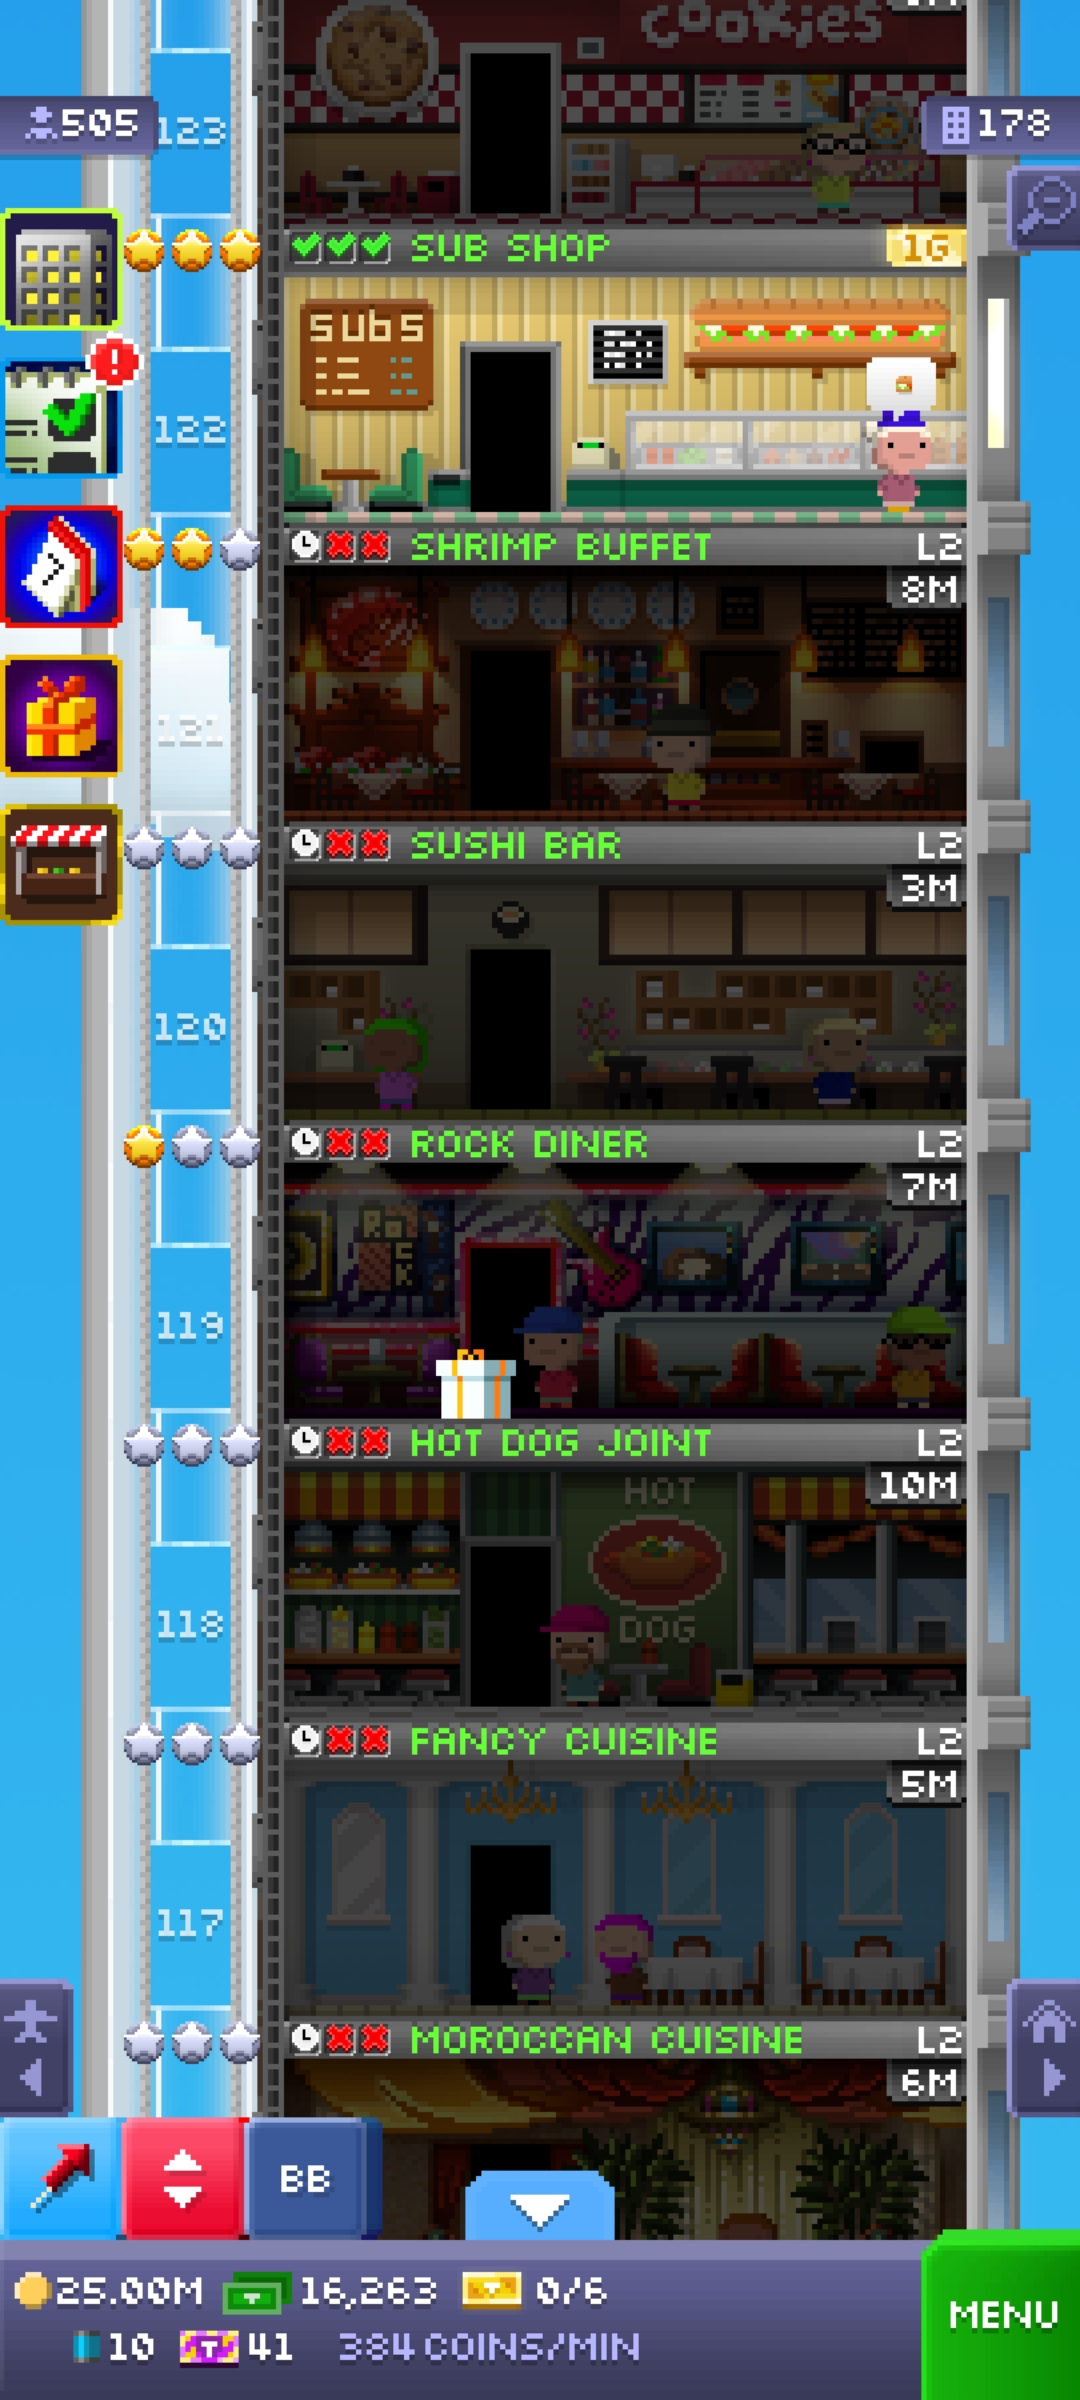 cookies
505
123
178
SUB SHOP
1G
subs
122
SHRIMP BUFFET
L2
8M
121
SUSHI BAR
L2
3M
120
ROCK DINER
L2
7M
ROCK
119
HOT DOG JOINT
L2
10M
HOT
DOG
118
FANCY CUISINE
L2
5M
117
MOROCCAN CUISINE
L2
6M
BB
25.00M 16,263 0/6
10 41 384 COINS/MIN
MENU